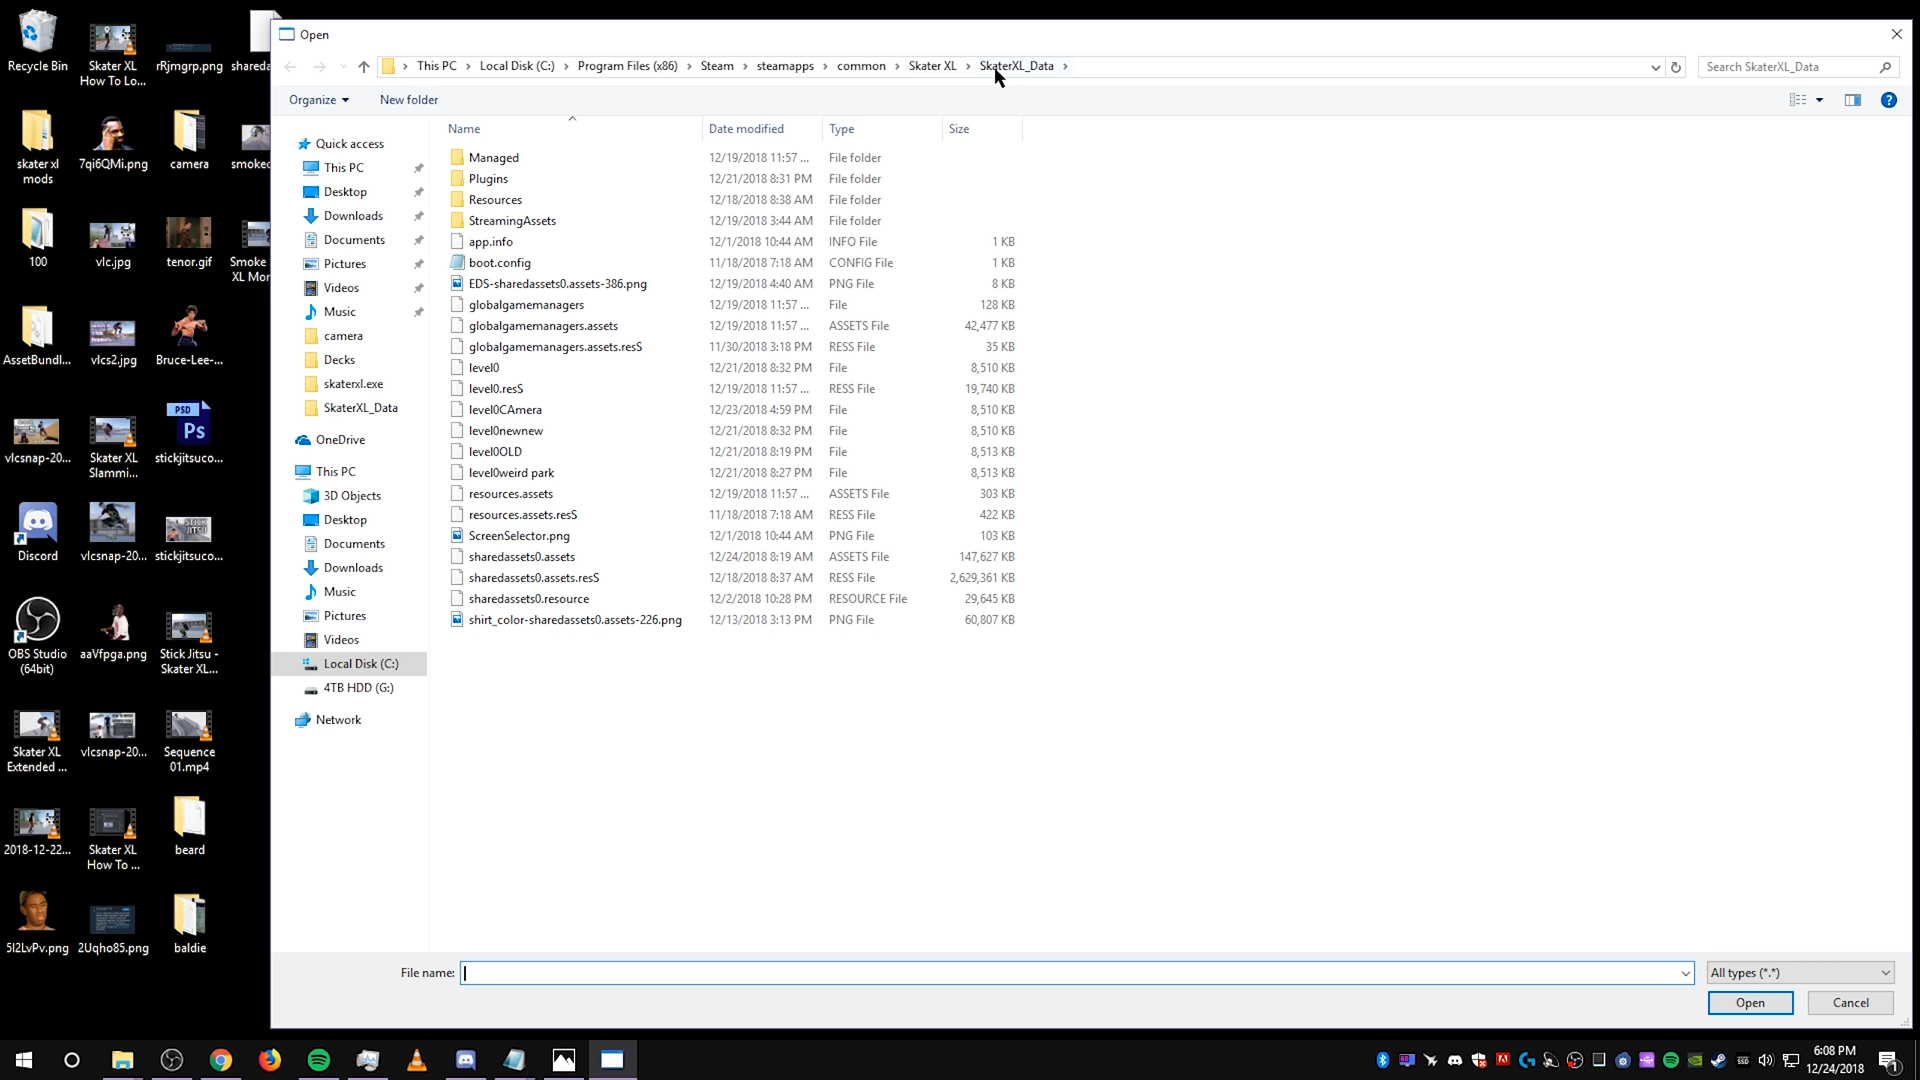 Recycle Bin
Skater XL
How To Lo...
rRjmgrp.png
shareda
skater xl
mods
7qi6QMi.png
camera
smoked
100
vlc.jpg
tenor.gif
Smoke
XL Mor
AssetBundl...
vlcs2.jpg
Bruce-Lee-...
PSD
Ps
vlcsnap-20...
Skater XL
Slammi...
stickjitsuco...
Discord
vlcsnap-20...
stickjitsuco...
OBS Studio
(64bit)
aaVfpga.png
Stick Jitsu -
Skater XL...
Skater XL
Extended ...
vlcsnap-20...
Sequence
01.mp4
2018-12-22...
Skater XL
How To ...
beard
5I2LvPv.png
2Uqho85.png
baldie
Open
This PC > Local Disk (C:) > Program Files (x86) > Steam > steamapps > common > Skater XL > SkaterXL_Data >
Search SkaterXL_Data
Organize
New folder
Quick access
This PC
Desktop
Downloads
Documents
Pictures
Videos
Music
camera
Decks
skaterxl.exe
SkaterXL_Data
OneDrive
This PC
3D Objects
Desktop
Documents
Downloads
Music
Pictures
Videos
Local Disk (C:)
4TB HDD (G:)
Network
Name Date modified Type Size
Managed 12/19/2018 11:57 ... File folder
Plugins 12/21/2018 8:31 PM File folder
Resources 12/18/2018 8:38 AM File folder
StreamingAssets 12/19/2018 3:44 AM File folder
app.info 12/1/2018 10:44 AM INFO File 1 KB
boot.config 11/18/2018 7:18 AM CONFIG File 1 KB
EDS-sharedassets0.assets-386.png 12/19/2018 4:40 AM PNG File 8 KB
globalgamemanagers 12/19/2018 11:57 ... File 128 KB
globalgamemanagers.assets 12/19/2018 11:57 ... ASSETS File 42,477 KB
globalgamemanagers.assets.resS 11/30/2018 3:18 PM RESS File 35 KB
level0 12/21/2018 8:32 PM File 8,510 KB
level0.resS 12/19/2018 11:57 ... RESS File 19,740 KB
level0CAmera 12/23/2018 4:59 PM File 8,510 KB
level0newnew 12/21/2018 8:32 PM File 8,510 KB
level0OLD 12/21/2018 8:19 PM File 8,513 KB
level0weird park 12/21/2018 8:27 PM File 8,513 KB
resources.assets 12/19/2018 11:57 ... ASSETS File 303 KB
resources.assets.resS 11/18/2018 7:18 AM RESS File 422 KB
ScreenSelector.png 12/1/2018 10:44 AM PNG File 103 KB
sharedassets0.assets 12/24/2018 8:19 AM ASSETS File 147,627 KB
sharedassets0.assets.resS 12/18/2018 8:37 AM RESS File 2,629,361 KB
sharedassets0.resource 12/2/2018 10:28 PM RESOURCE File 29,645 KB
shirt_color-sharedassets0.assets-226.png 12/13/2018 3:13 PM PNG File 60,807 KB
File name:
All types (*.*)
Open
Cancel
6:08 PM
12/24/2018
1